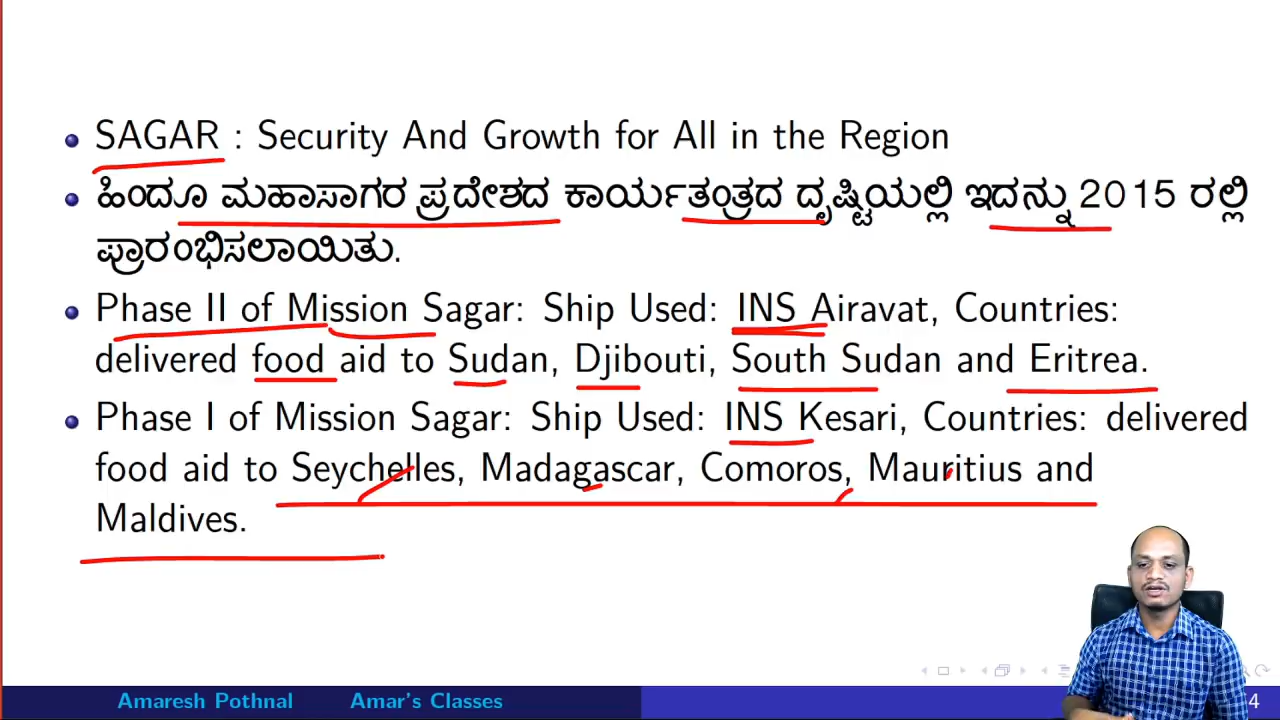 SAGAR : Security And Growth for All in the Region
ಹಿಂದೂ ಮಹಾಸಾಗರ ಪ್ರದೇಶದ ಕಾರ್ಯತಂತ್ರದ ದೃಷ್ಟಿಯಲ್ಲಿ ಇದನ್ನು 2015 ರಲ್ಲಿ
ಪ್ರಾರಂಭಿಸಲಾಯಿತು.
Phase II of Mission Sagar: Ship Used: INS Airavat, Countries:
delivered food aid to Sudan, Djibouti, South Sudan and Eritrea.
Phase I of Mission Sagar: Ship Used: INS Kesari, Countries: delivered
food aid to Seychelles, Madagascar, Comoros, Mauritius and
Maldives.
Amaresh Pothnal Amar's Classes 4